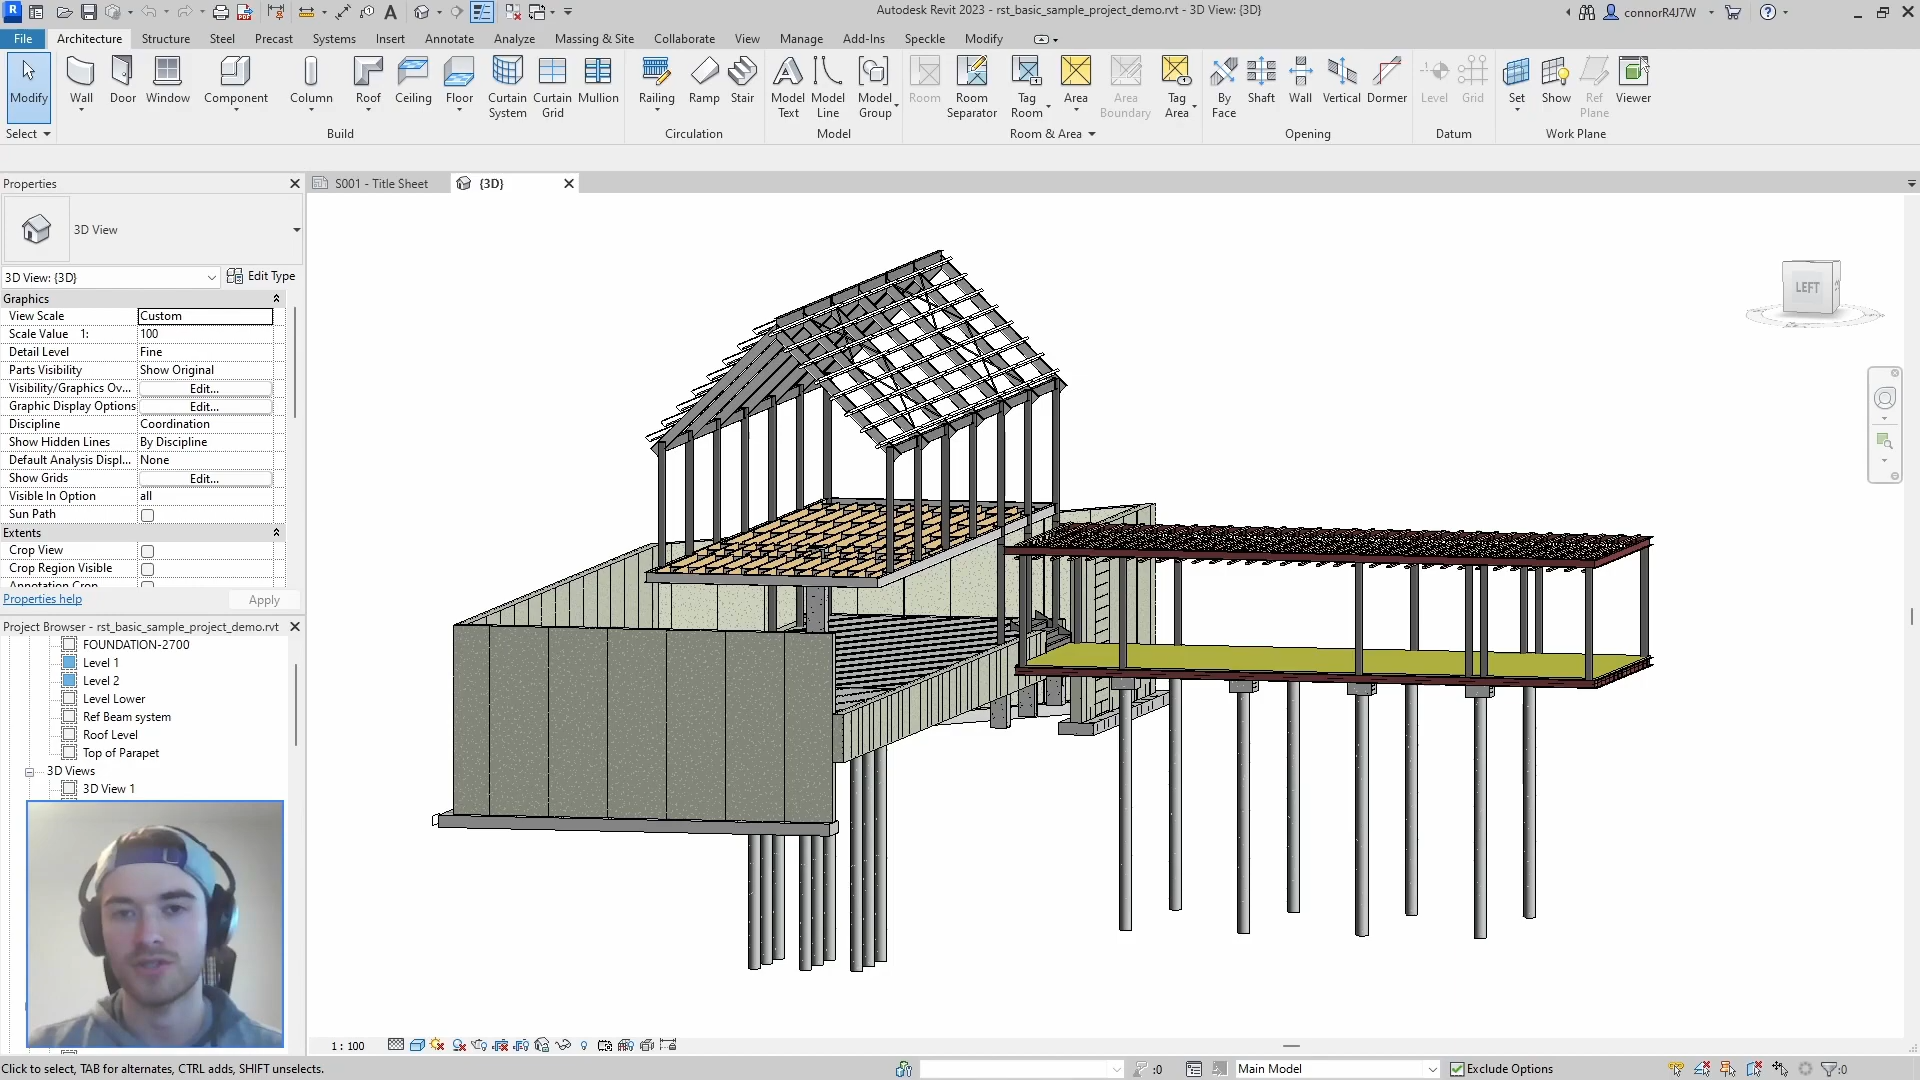 Autodesk Revit 2023 - rst_basic_sample_project_demo.rvt - 3D View: {3D}
connorR4J7W
File
Architecture
Structure
Steel
Precast
Systems
Insert
Annotate
Analyze
Massing & Site
Collaborate
View
Manage
Add-Ins
Speckle
Modify
Modify
Wall
Door
Window
Component
Column
Roof
Ceiling
Floor
Curtain System
Curtain Grid
Mullion
Railing
Ramp
Stair
Model Text
Model Line
Model Group
Room
Room Separator
Tag Room
Area
Area Boundary
Tag Area
By Face
Shaft
Wall
Vertical
Dormer
Level
Grid
Set
Show
Ref Plane
Viewer
Select
Build
Circulation
Model
Room & Area
Opening
Datum
Work Plane
Properties
S001 - Title Sheet
{3D}
3D View
3D View: {3D}
Edit Type
Graphics
View Scale Custom
Scale Value 1: 100
Detail Level Fine
Parts Visibility Show Original
Visibility/Graphics Ov... Edit...
Graphic Display Options Edit...
Discipline Coordination
Show Hidden Lines By Discipline
Default Analysis Displ... None
Show Grids Edit...
Visible In Option all
Sun Path
Extents
Crop View
Crop Region Visible
Annotation Crop
Properties help
Apply
Project Browser - rst_basic_sample_project_demo.rvt
FOUNDATION-2700
Level 1
Level 2
Level Lower
Ref Beam system
Roof Level
Top of Parapet
3D Views
3D View 1
LEFT
1 : 100
Click to select, TAB for alternates, CTRL adds, SHIFT unselects.
:0
Main Model
Exclude Options
:0